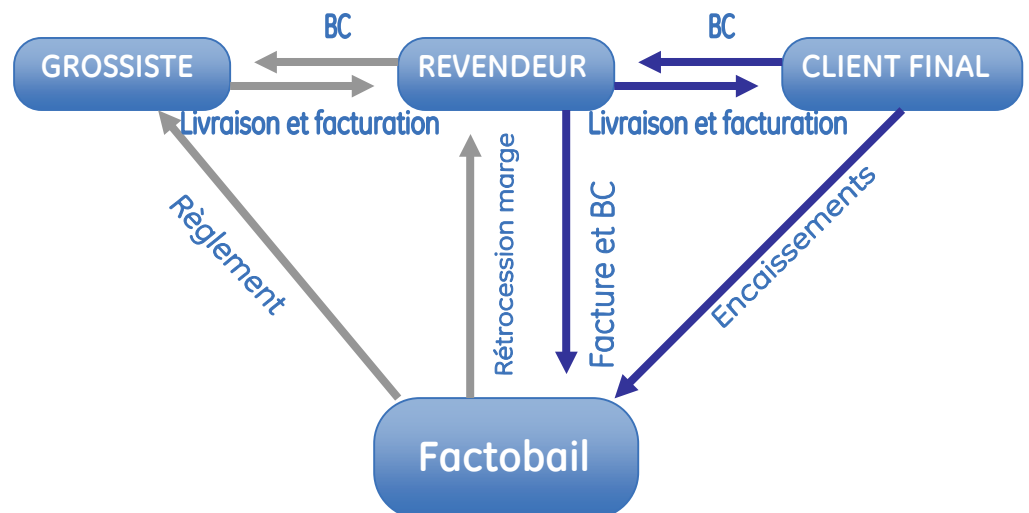 BC
BC
GROSSISTE
REVENDEUR
CLIENT FINAL
Livraison et facturation
Livraison et facturation
Règlement
Rétrocession marge
Facture et BC
Encaissements
Factobail